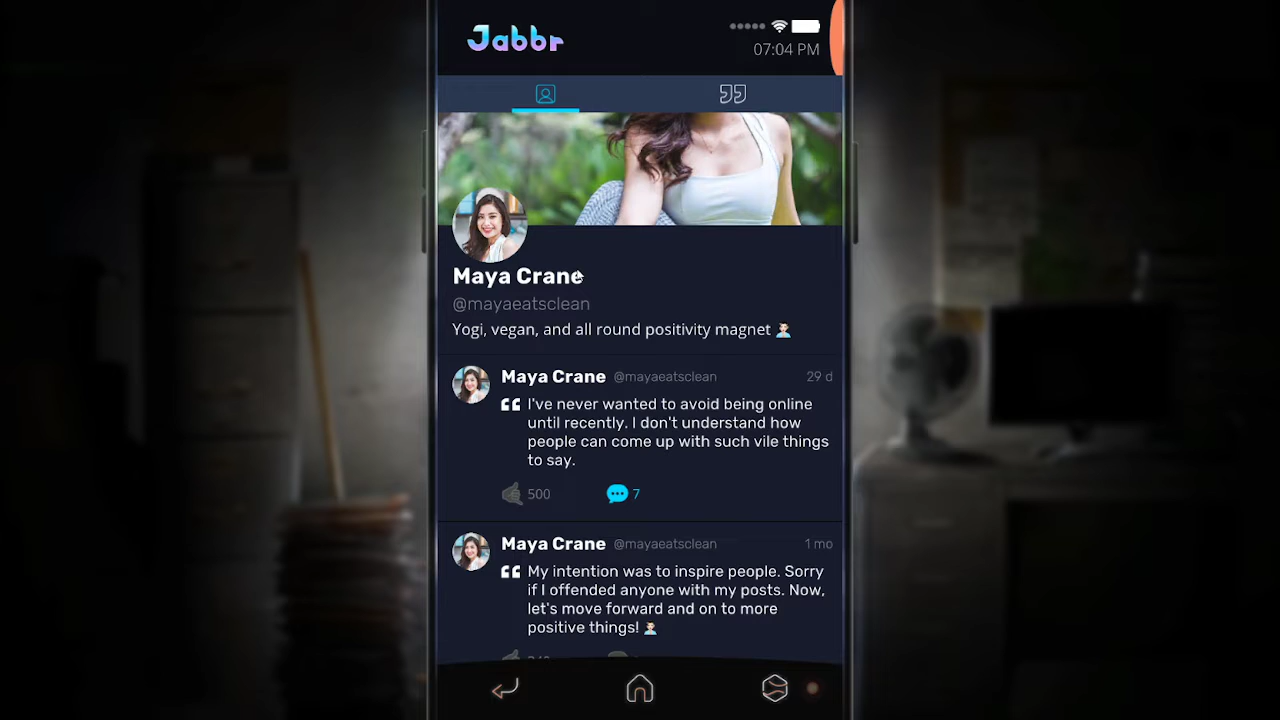 Jabbr
07:04 PM
Maya Crane
@mayaeatsclean
Yogi, vegan, and all round positivity magnet
Maya Crane @mayaeatsclean 29 d
I've never wanted to avoid being online
until recently. I don't understand how
people can come up with such vile things
to say.
500 7
Maya Crane @mayaeatsclean 1 mo
My intention was to inspire people. Sorry
if I offended anyone with my posts. Now,
let's move forward and on to more
positive things!